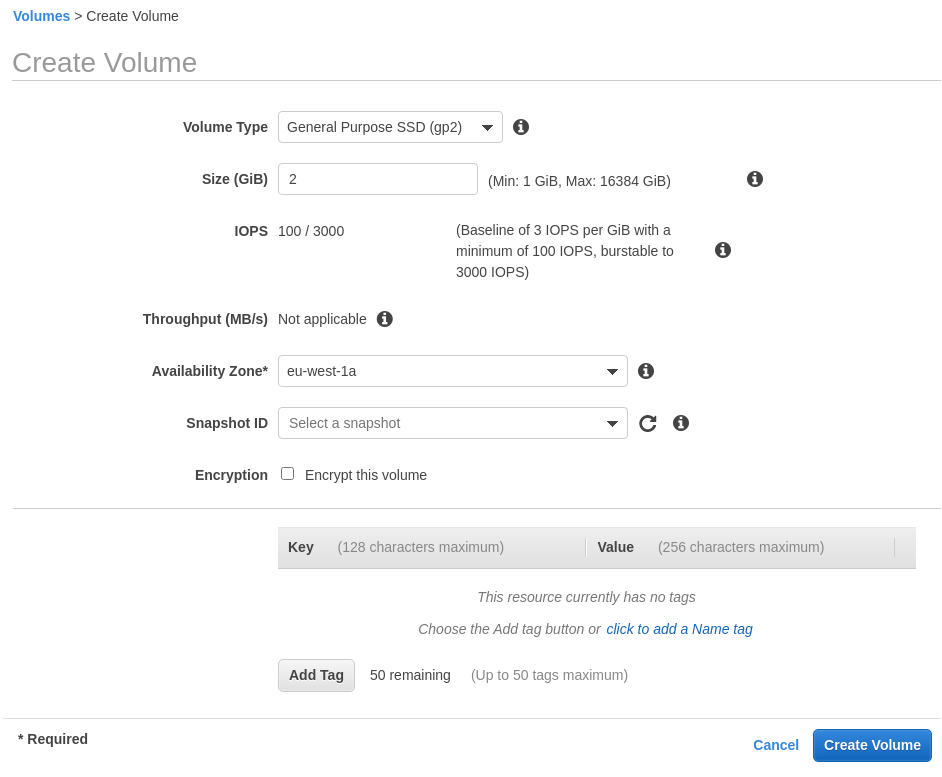 Volumes > Create Volume
Create Volume
Volume Type General Purpose SSD (gp2)
Size (GiB) 2 (Min: 1 GiB, Max: 16384 GiB)
IOPS 100 / 3000 (Baseline of 3 IOPS per GiB with a
minimum of 100 IOPS, burstable to
3000 IOPS)
Throughput (MB/s) Not applicable
Availability Zone* eu-west-1a
Snapshot ID Select a snapshot
Encryption Encrypt this volume
Key (128 characters maximum) Value (256 characters maximum)
This resource currently has no tags
Choose the Add tag button or click to add a Name tag
Add Tag 50 remaining (Up to 50 tags maximum)
* Required
Cancel Create Volume